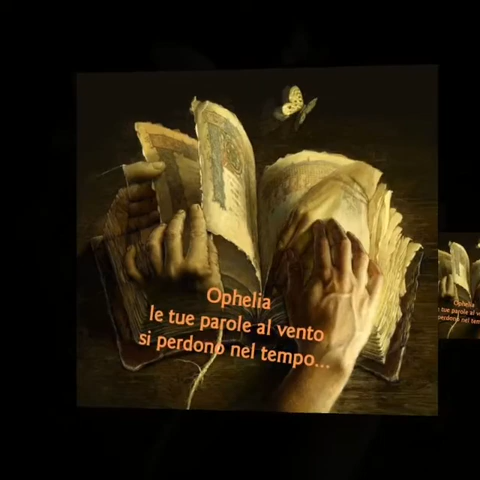 Ophelia
le tue parole al vento
si perdono nel tempo...